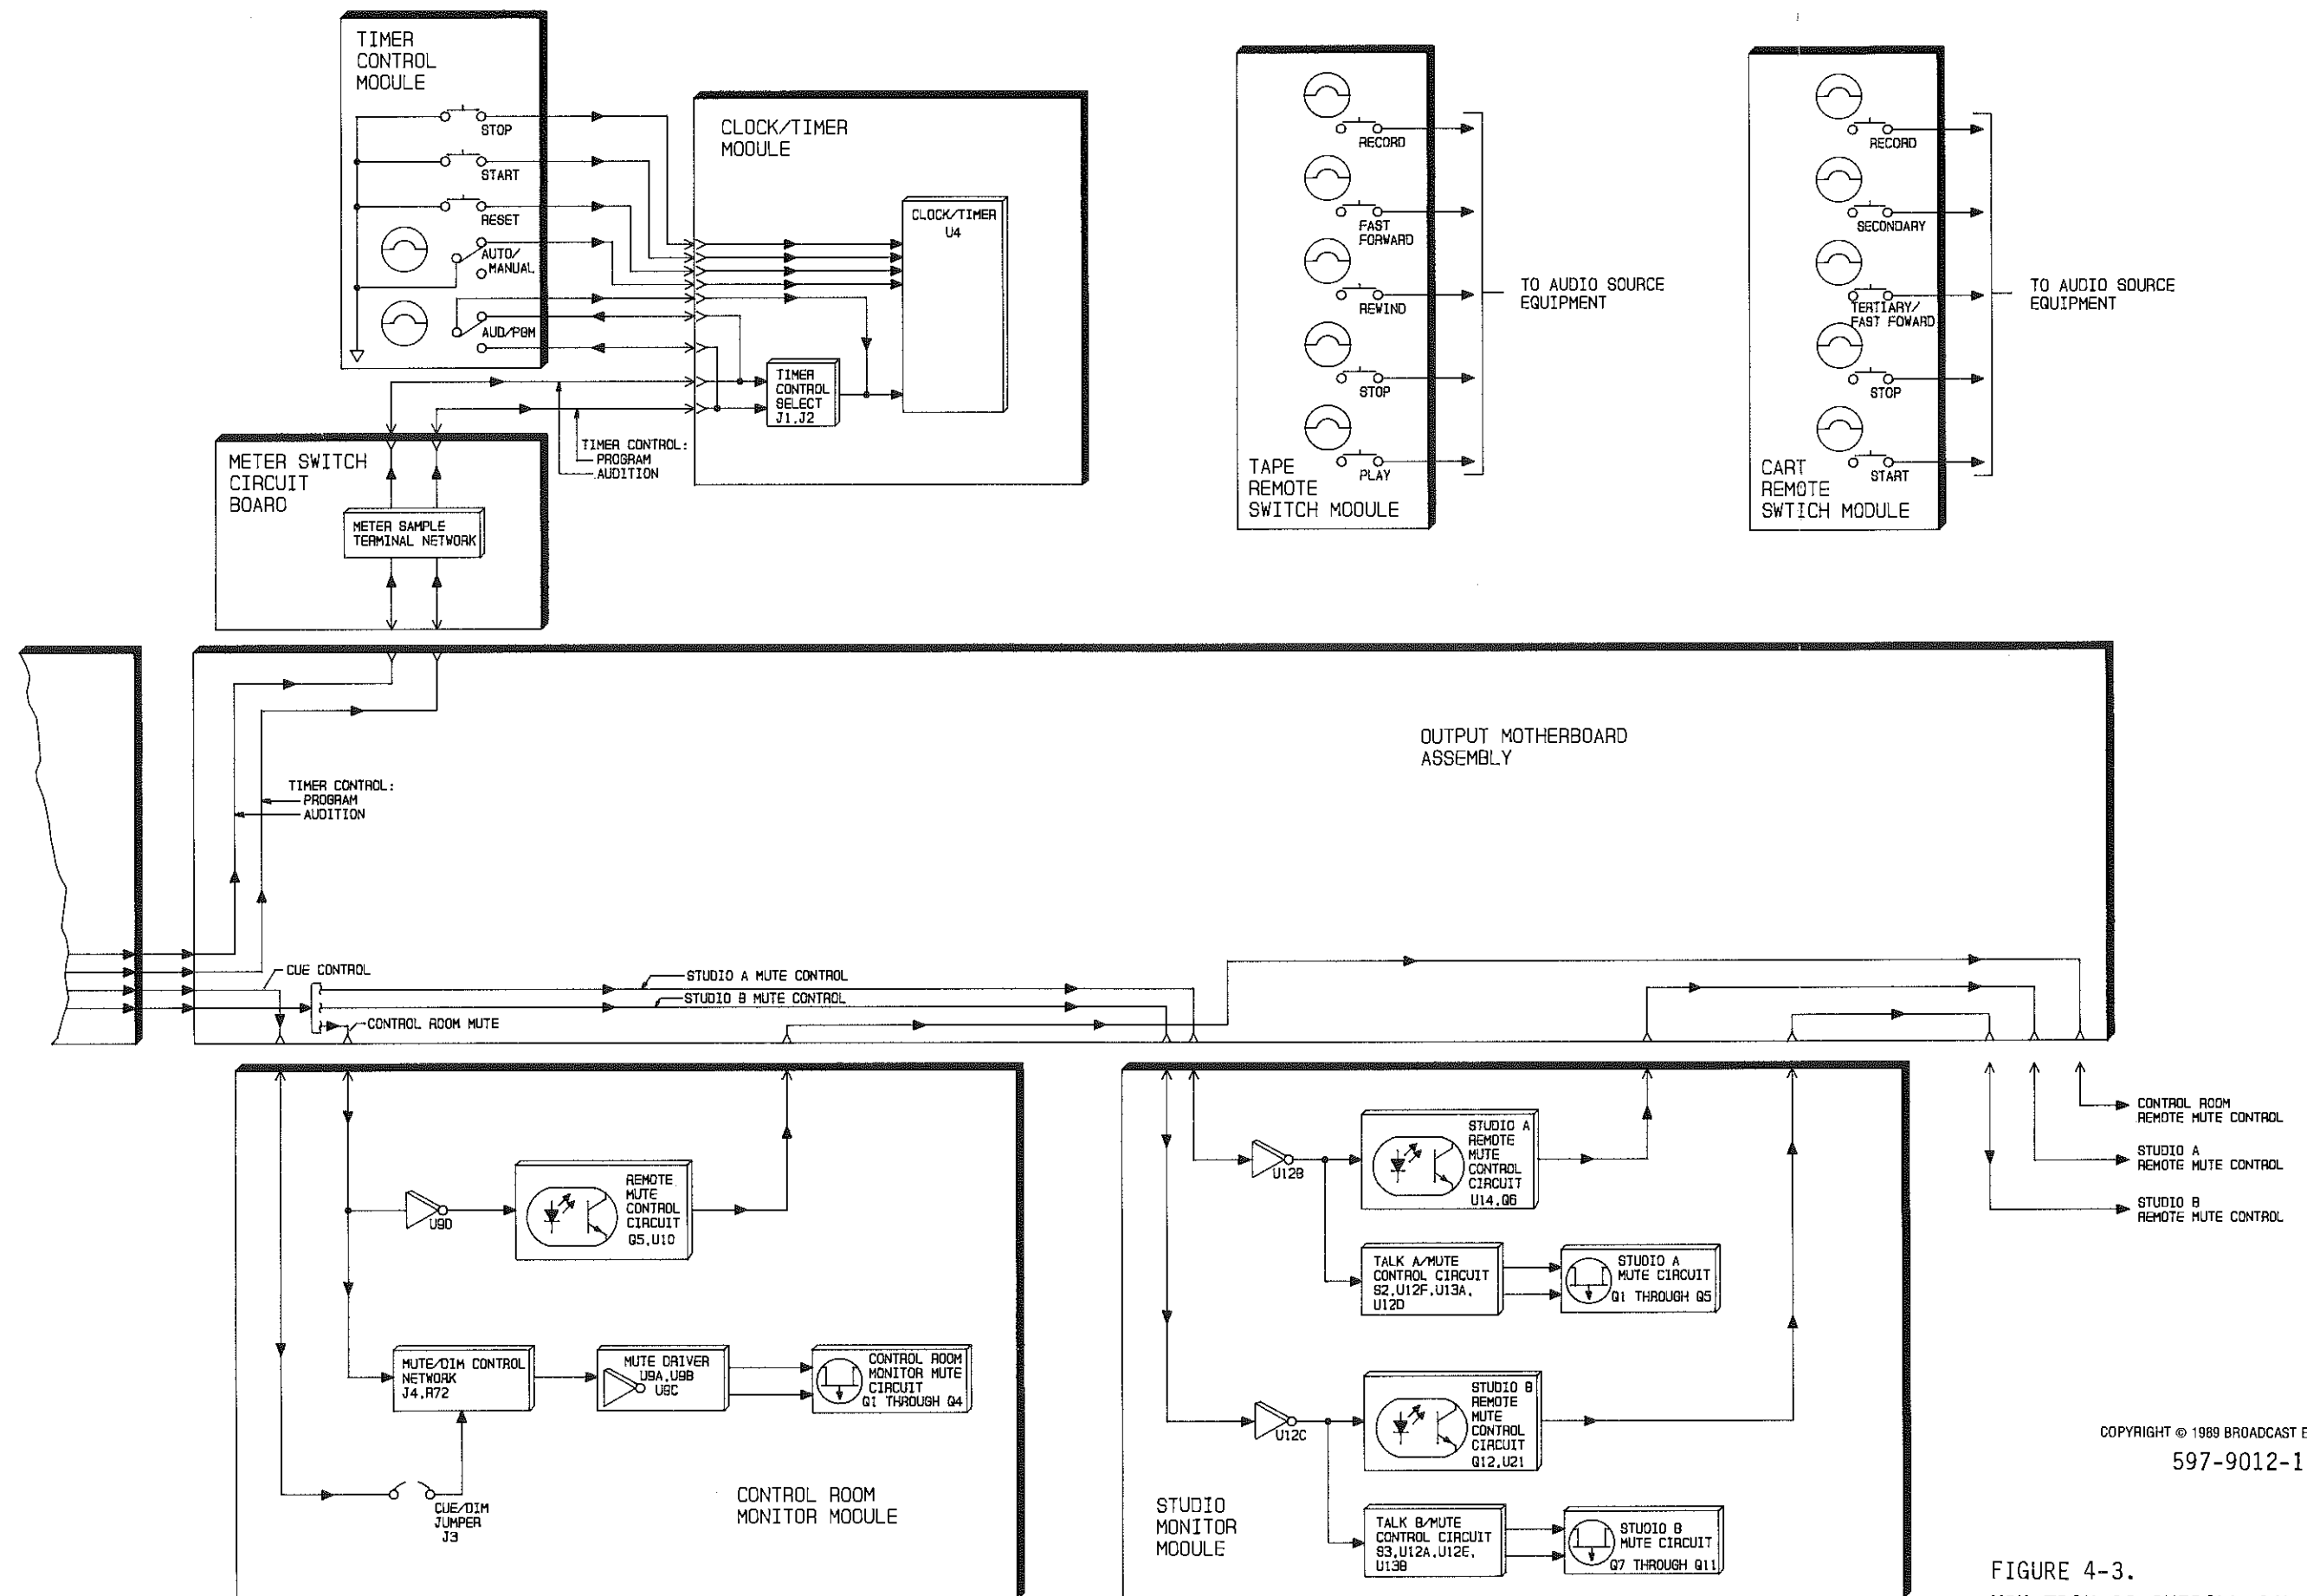 TIMER
CONTROL
MODULE
STOP
START
RESET
AUTO/
MANUAL
AUD/PGM
CLOCK/TIMER
MODULE
CLOCK/TIMER
U4
TIMER
CONTROL
SELECT
J1,J2
TIMER CONTROL:
PROGRAM
AUDITION
METER SWITCH
CIRCUIT
BOARD
METER SAMPLE
TERMINAL NETWORK
RECORD
FAST
FORWARD
REWIND
STOP
PLAY
TAPE
REMOTE
SWITCH MODULE
TO AUDIO SOURCE
EQUIPMENT
RECORD
SECONDARY
TERTIARY/
FAST FOWARD
STOP
START
CART
REMOTE
SWTICH MODULE
TO AUDIO SOURCE
EQUIPMENT
OUTPUT MOTHERBOARD
ASSEMBLY
TIMER CONTROL:
PROGRAM
AUDITION
CUE CONTROL
STUDIO A MUTE CONTROL
STUDIO B MUTE CONTROL
CONTROL ROOM MUTE
U9D
REMOTE
MUTE
CONTROL
CIRCUIT
Q5,U10
MUTE/DIM CONTROL
NETWORK
J4,R72
MUTE DRIVER
U9A,U9B
U9C
CONTROL ROOM
MONITOR MUTE
CIRCUIT
Q1 THROUGH Q4
CUE/DIM
JUMPER
J3
CONTROL ROOM
MONITOR MODULE
U12B
STUDIO A
REMOTE
MUTE
CONTROL
CIRCUIT
U14,Q6
TALK A/MUTE
CONTROL CIRCUIT
S2,U12F,U13A,
U12D
STUDIO A
MUTE CIRCUIT
Q1 THROUGH Q5
U12C
STUDIO B
REMOTE
MUTE
CONTROL
CIRCUIT
Q12,U21
TALK B/MUTE
CONTROL CIRCUIT
S3,U12A,U12E,
U13B
STUDIO B
MUTE CIRCUIT
Q7 THROUGH Q11
STUDIO
MONITOR
MODULE
CONTROL ROOM
REMOTE MUTE CONTROL
STUDIO A
REMOTE MUTE CONTROL
STUDIO B
REMOTE MUTE CONTROL
COPYRIGHT © 1989 BROADCAST E
597-9012-1
FIGURE 4-3.